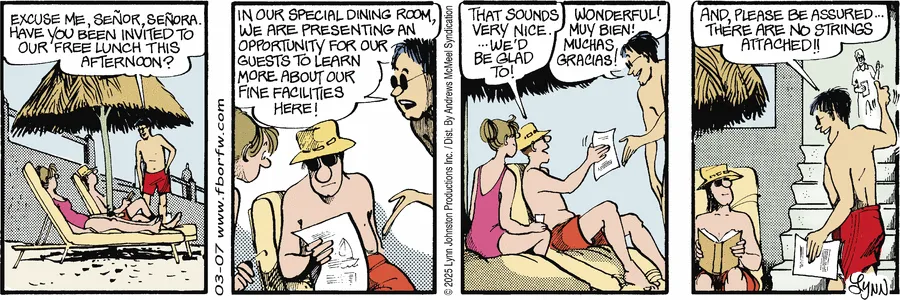 EXCUSE ME, SEÑOR, SEÑORA.
HAVE YOU BEEN INVITED TO
OUR FREE LUNCH THIS
AFTERNOON?
03-07 www.fborfw.com
IN OUR SPECIAL DINING ROOM,
WE ARE PRESENTING AN
OPPORTUNITY FOR OUR
GUESTS TO LEARN
MORE ABOUT OUR
FINE FACILITIES
HERE!
© 2025 Lynn Johnston Productions Inc. / Dist. By Andrews McMeel Syndication
THAT SOUNDS
VERY NICE.
...WE'D
BE GLAD
TO!
WONDERFUL!
MUY BIEN!
MUCHAS
GRACIAS!
AND, PLEASE BE ASSURED...
THERE ARE NO STRINGS
ATTACHED!!
LYNN